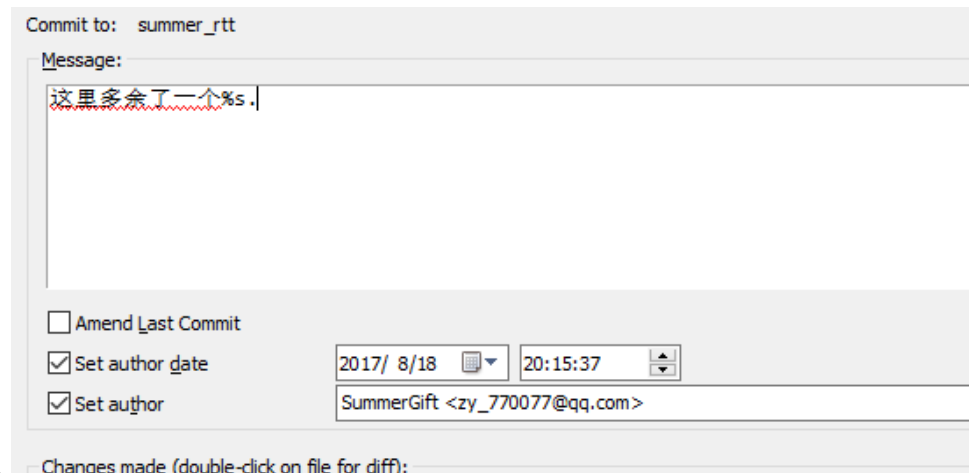 Commit to: summer_rtt
Message:
这里多余了一个%s.
Amend Last Commit
Set author date 2017/ 8/18 20:15:37
Set author SummerGift <zy_770077@qq.com>
Changes made (double-click on file for diff):